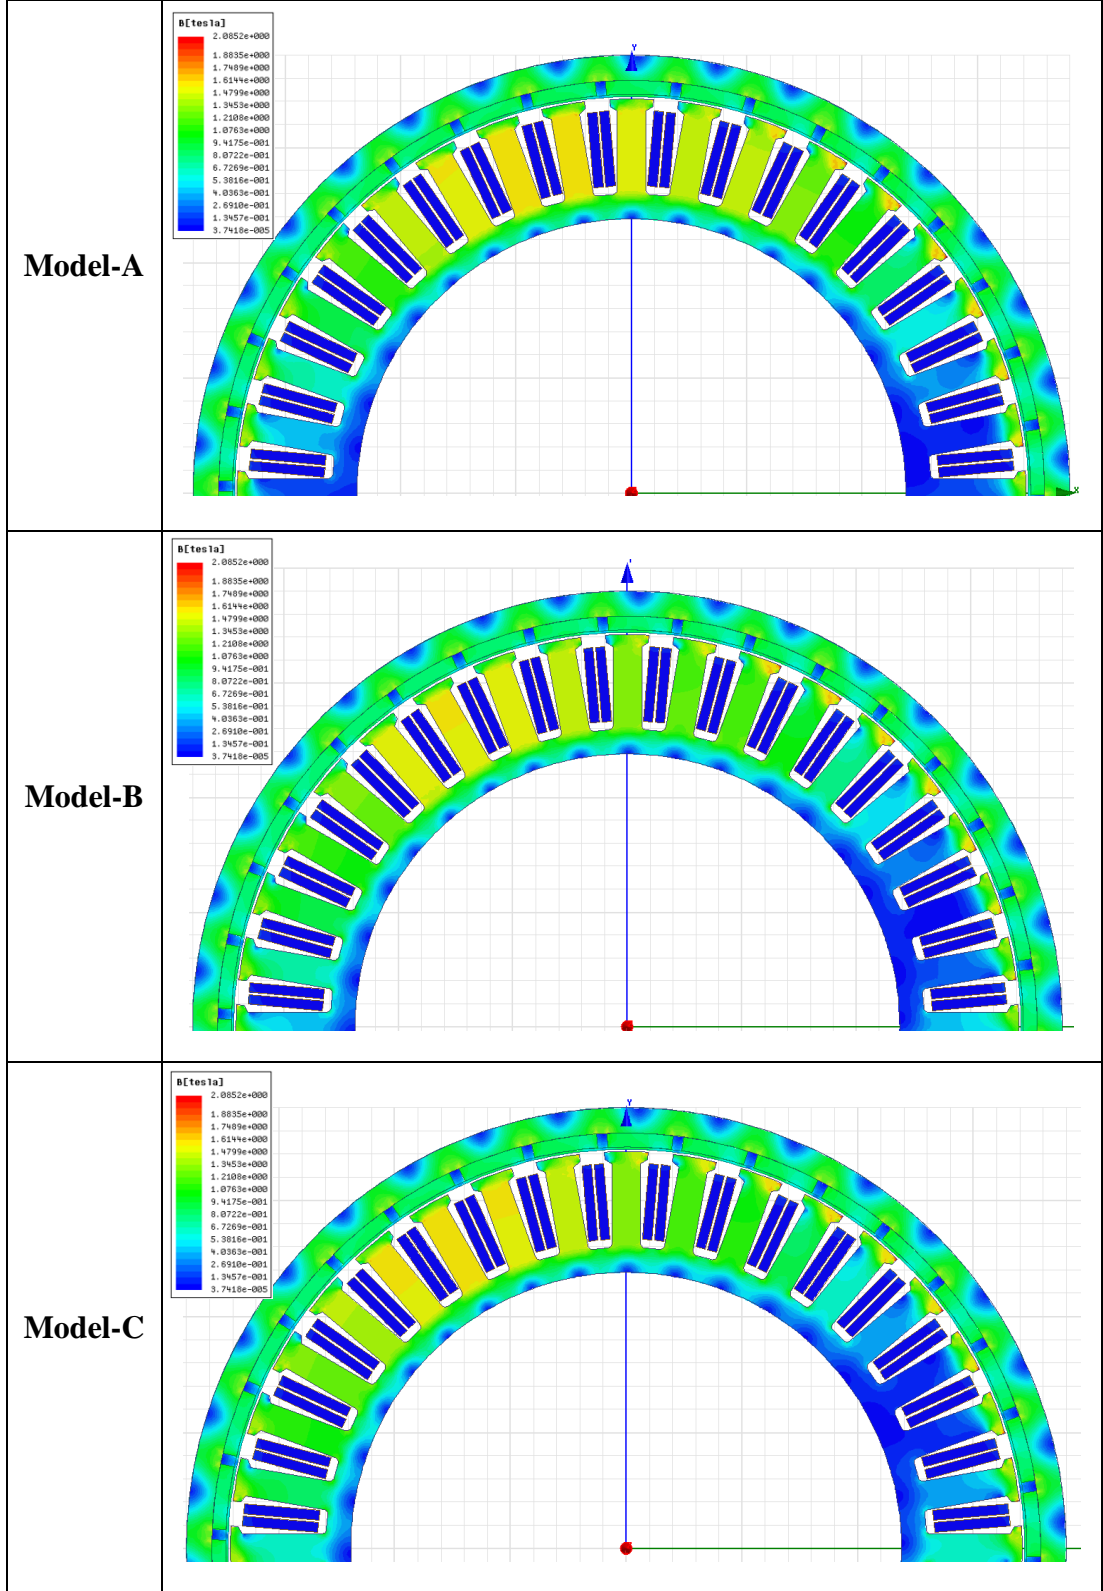 B[tesla]
2.0852e+000
1.8835e+000
1.7489e+000
1.6144e+000
1.4799e+000
1.3453e+000
1.2108e+000
1.0763e+000
9.4175e-001
8.0722e-001
6.7269e-001
5.3816e-001
4.0363e-001
2.6910e-001
1.3457e-001
3.7418e-005
Y
Model-A
X
B[tesla]
2.0852e+000
1.8835e+000
1.7489e+000
1.6144e+000
1.4799e+000
1.3453e+000
1.2108e+000
1.0763e+000
9.4175e-001
8.0722e-001
6.7269e-001
5.3816e-001
4.0363e-001
2.6910e-001
1.3457e-001
3.7418e-005
Model-B
B[tesla]
2.0852e+000
1.8835e+000
1.7489e+000
1.6144e+000
1.4799e+000
1.3453e+000
1.2108e+000
1.0763e+000
9.4175e-001
8.0722e-001
6.7269e-001
5.3816e-001
4.0363e-001
2.6910e-001
1.3457e-001
3.7418e-005
Y
Model-C